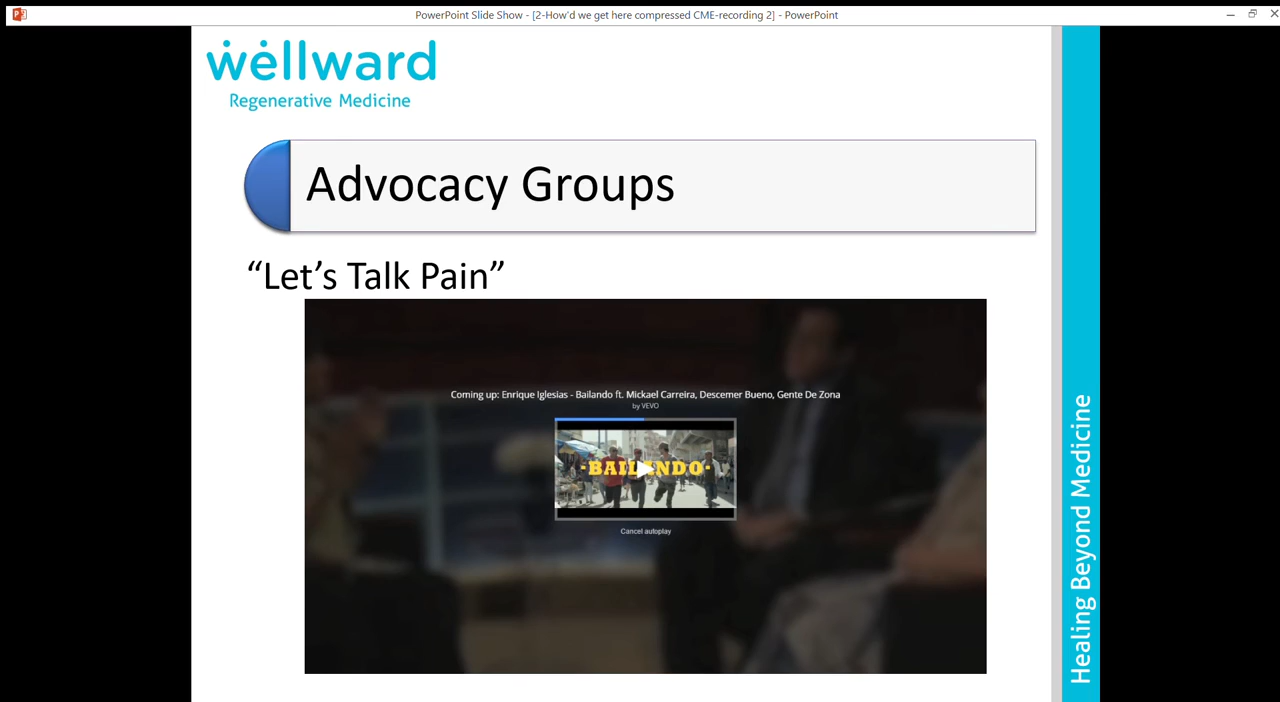 PowerPoint Slide Show - [2-How'd we get here compressed CME-recording 2] - PowerPoint
wellward
Regenerative Medicine
Advocacy Groups
“Let’s Talk Pain”
Coming up: Enrique Iglesias - Bailando ft. Mickael Carreira, Descemer Bueno, Gente De Zona
by VEVO
·BAILANDO·
Cancel autoplay
Healing Beyond Medicine